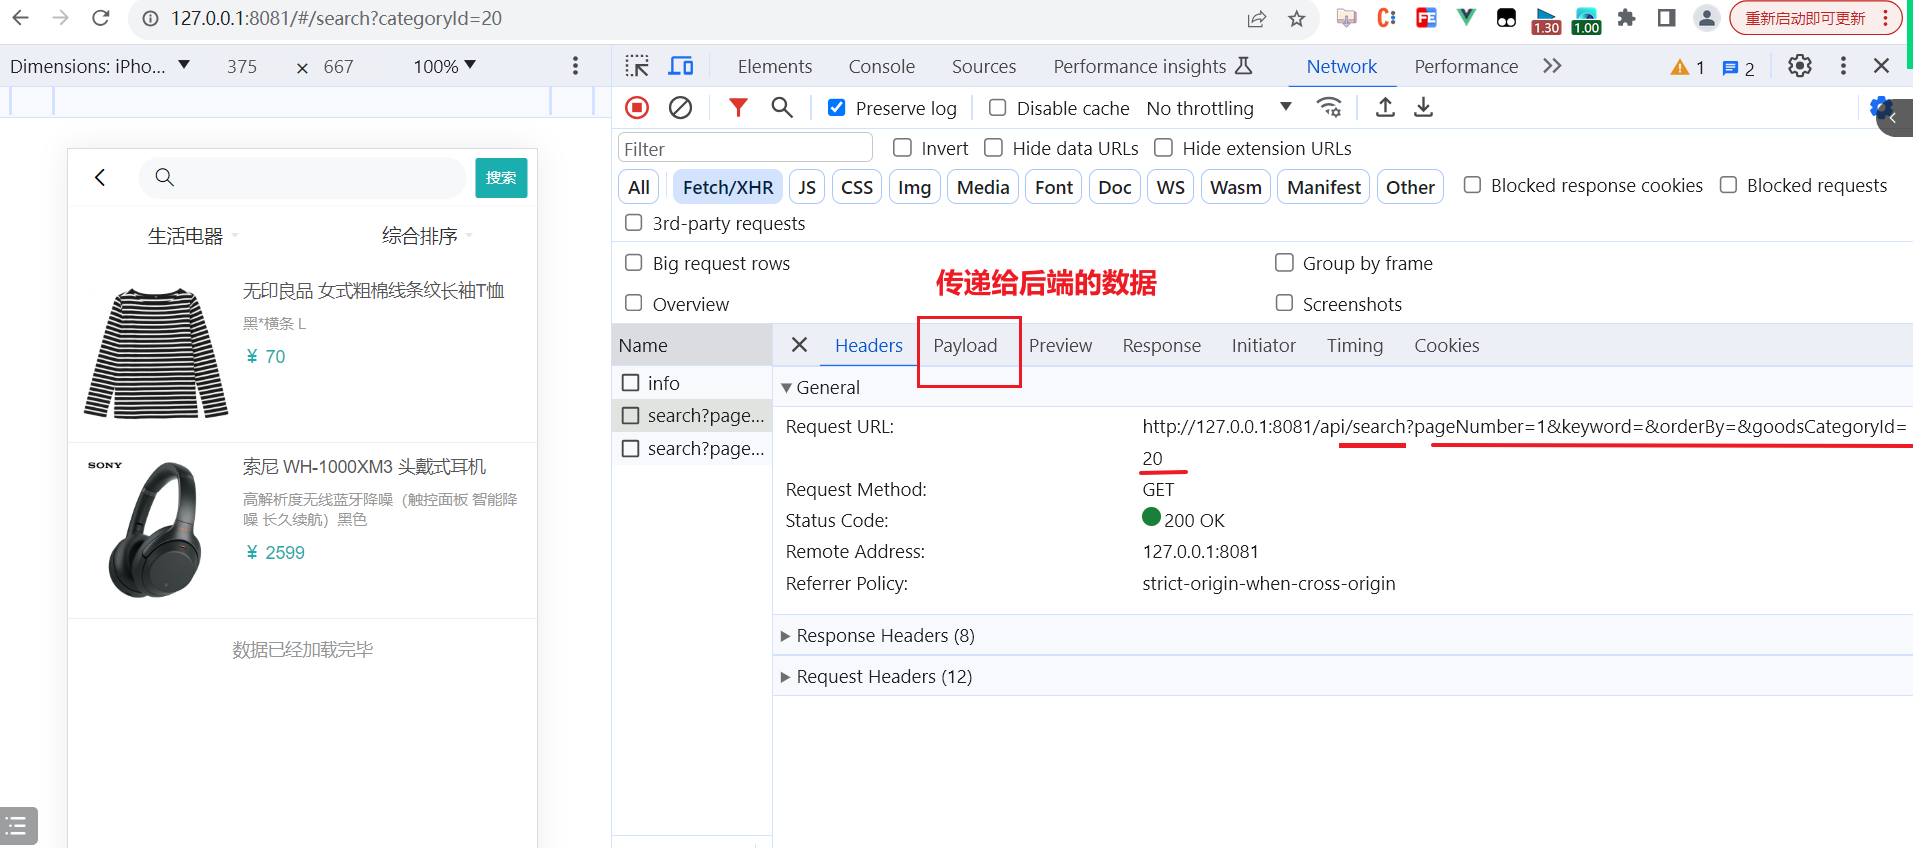 127.0.0.1:8081/#/search?categoryId=20
重新启动即可更新
1.30
1.00
Dimensions: iPho...
375
×
667
100%
Elements
Console
Sources
Performance insights
Network
Performance
1
2
Preserve log
Disable cache
No throttling
Filter
Invert
Hide data URLs
Hide extension URLs
All
Fetch/XHR
JS
CSS
Img
Media
Font
Doc
WS
Wasm
Manifest
Other
Blocked response cookies
Blocked requests
3rd-party requests
Big request rows
Group by frame
Overview
Screenshots
传递给后端的数据
搜索
生活电器
综合排序
无印良品 女式粗棉线条纹长袖T恤
黑*横条 L
¥ 70
SONY
索尼 WH-1000XM3 头戴式耳机
高解析度无线蓝牙降噪（触控面板 智能降
噪 长久续航）黑色
¥ 2599
数据已经加载完毕
Name
info
search?page...
search?page...
Headers
Payload
Preview
Response
Initiator
Timing
Cookies
General
Request URL:
http://127.0.0.1:8081/api/search?pageNumber=1&keyword=&orderBy=&goodsCategoryId=
20
Request Method:
GET
Status Code:
200 OK
Remote Address:
127.0.0.1:8081
Referrer Policy:
strict-origin-when-cross-origin
Response Headers (8)
Request Headers (12)